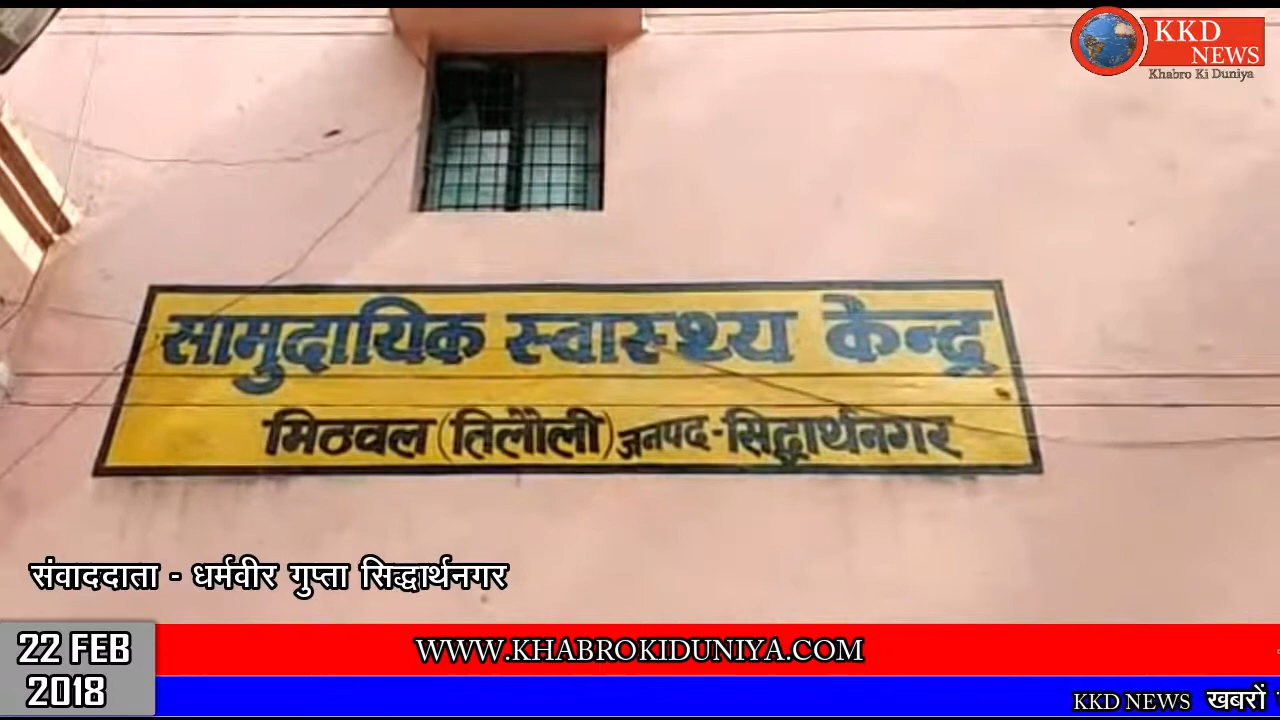 KKD
NEWS
Khabro Ki Duniya
सामुदायिक स्वास्थ्य कैन्द्र
मिठवल (तिलौली) जनपद-सिद्धार्थनगर
संवाददाता - धर्मवीर गुप्ता सिद्धार्थनगर
22 FEB
2018
WWW.KHABROKIDUNIYA.COM
KKD NEWS खबरों